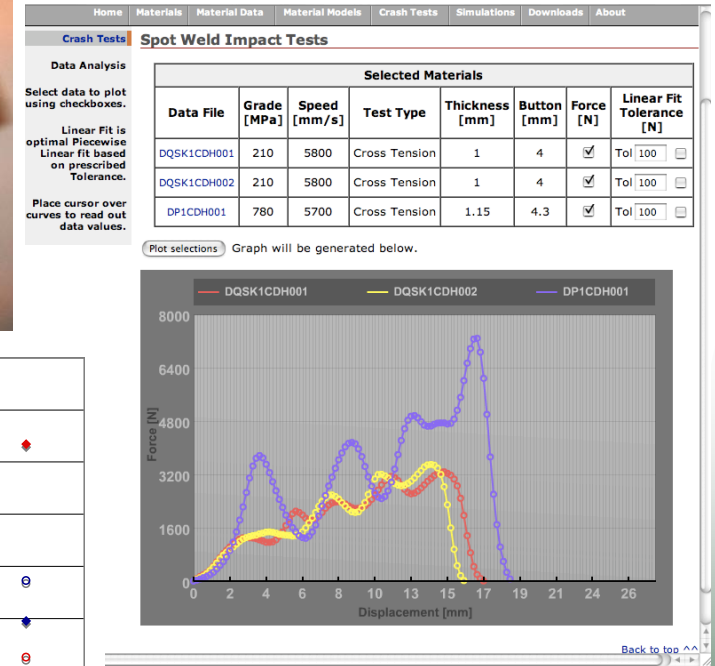 Home Materials Material Data Material Models Crash Tests Simulations Downloads About
Crash Tests
Data Analysis
Select data to plot
using checkboxes.
Linear Fit is
optimal Piecewise
Linear fit based
on prescribed
Tolerance.
Place cursor over
curves to read out
data values.
Spot Weld Impact Tests
Selected Materials
Data File Grade [MPa] Speed [mm/s] Test Type Thickness [mm] Button [mm] Force [N] Linear Fit Tolerance [N]
DQSK1CDH001 210 5800 Cross Tension 1 4 Tol 100
DQSK1CDH002 210 5800 Cross Tension 1 4 Tol 100
DP1CDH001 780 5700 Cross Tension 1.15 4.3 Tol 100
Plot selections Graph will be generated below.
DQSK1CDH001 DQSK1CDH002 DP1CDH001
8000
6400
4800
3200
1600
0
Force [N]
0 2 4 6 8 10 13 15 17 19 21 24 26
Displacement [mm]
Back to top ^^